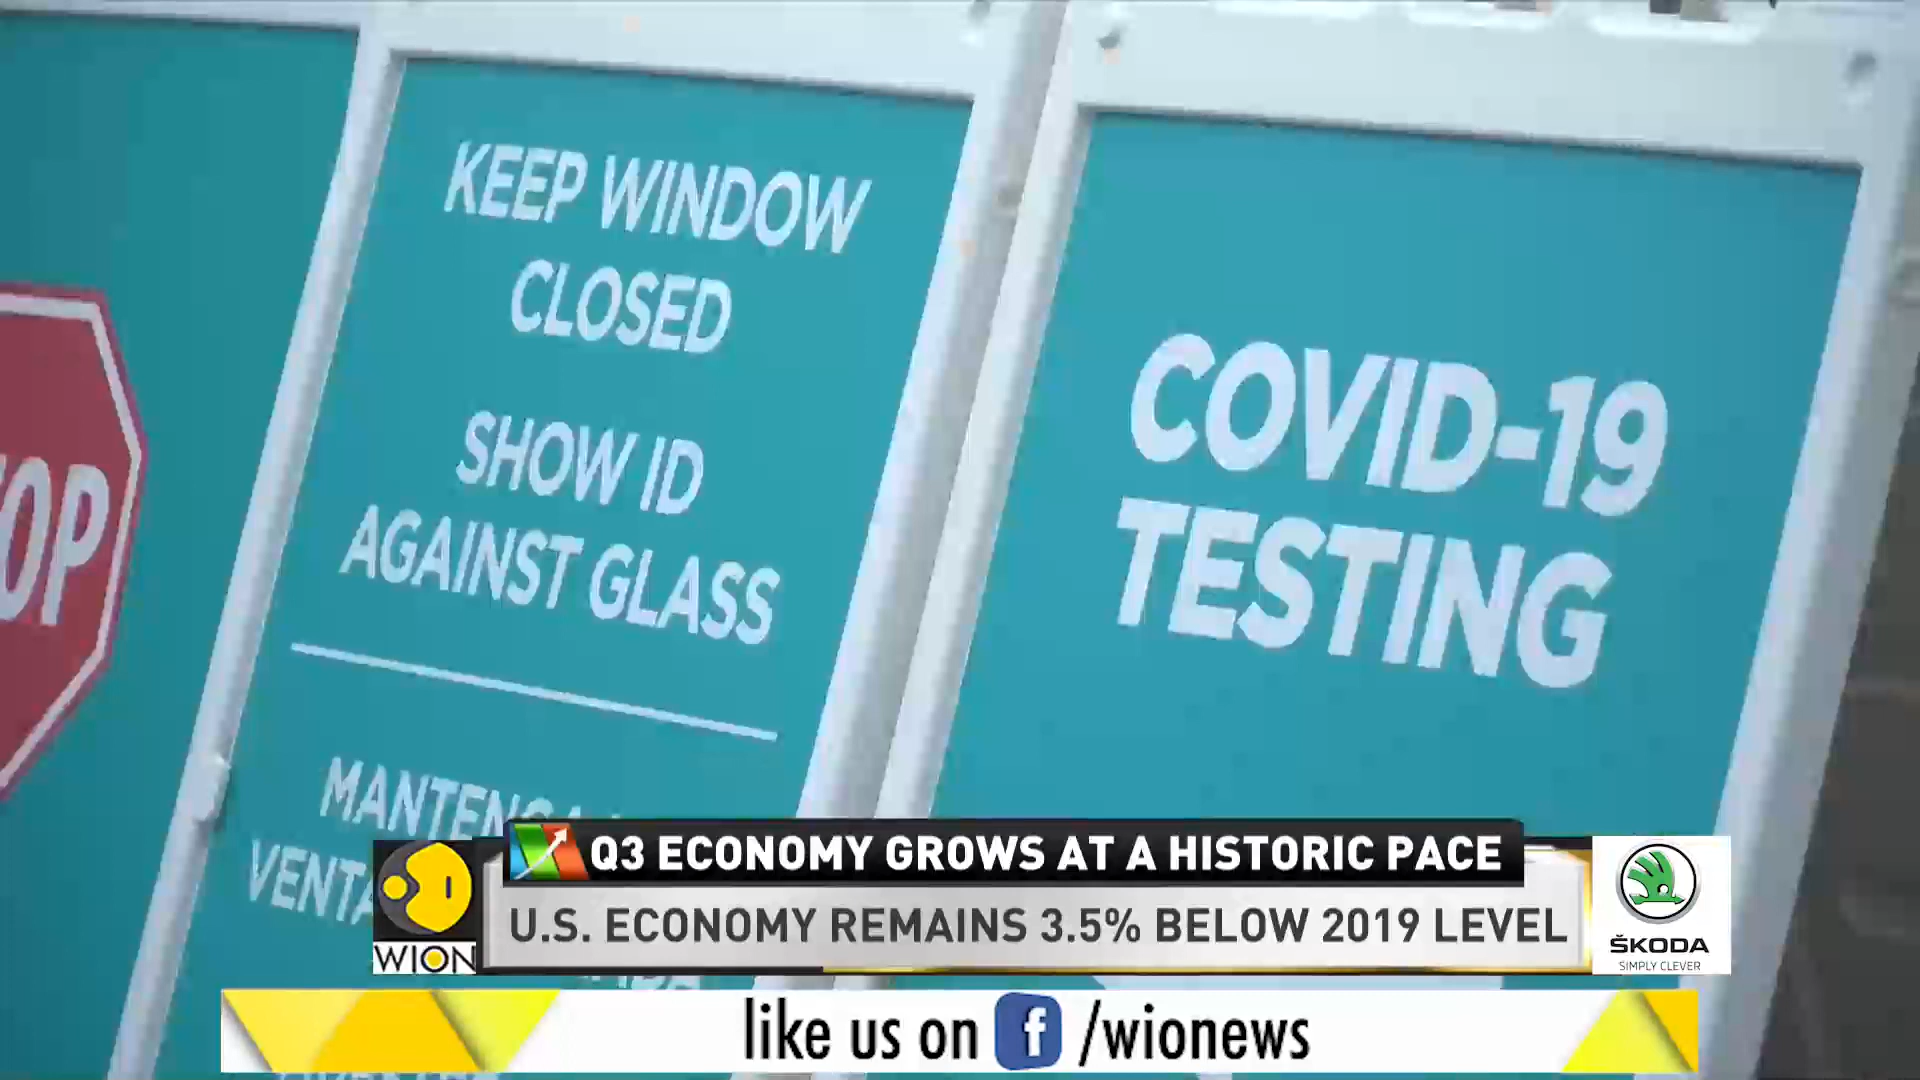 KEEP WINDOW
CLOSED
SHOW ID
AGAINST GLASS
COVID-19
TESTING
Q3 ECONOMY GROWS AT A HISTORIC PACE
U.S. ECONOMY REMAINS 3.5% BELOW 2019 LEVEL
WION
ŠKODA
SIMPLY CLEVER
like us on f /wionews